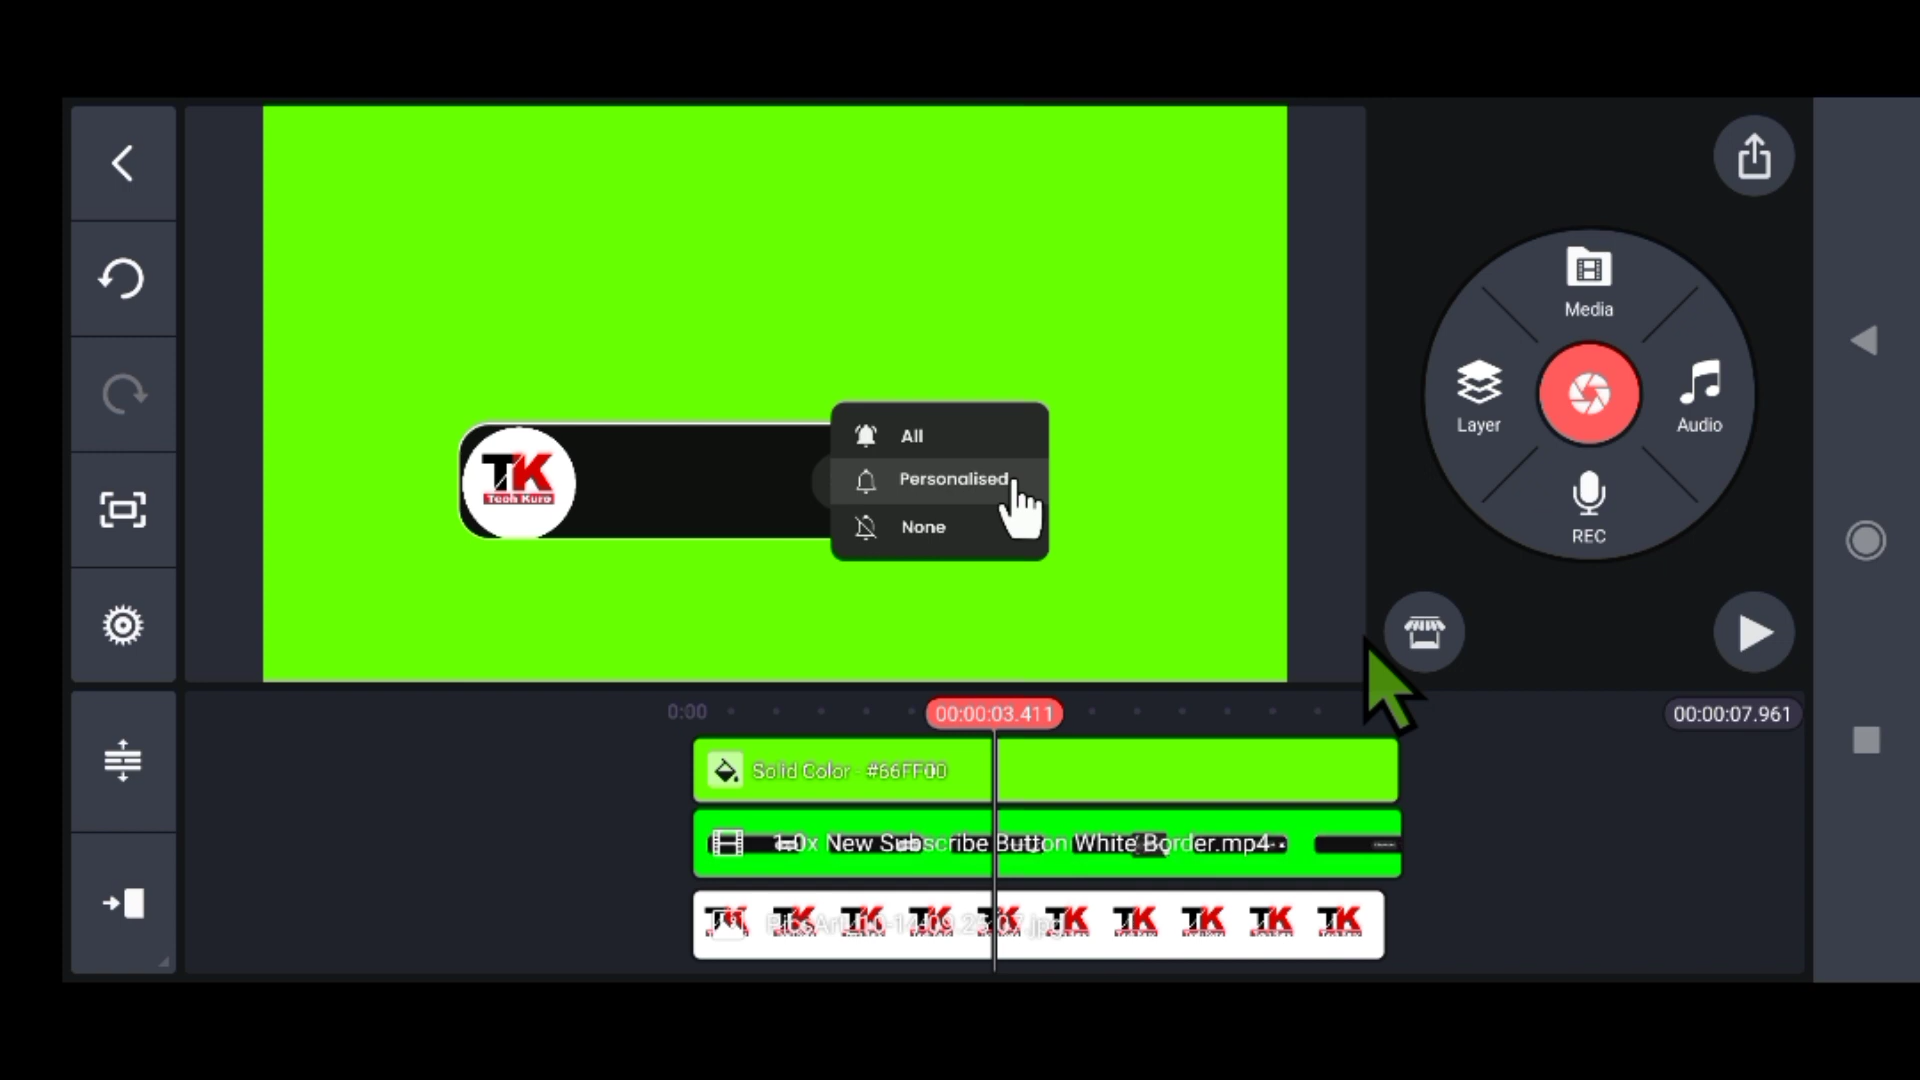 Media
Layer
Audio
REC
All
Personalised
None
TK
Tech Kuro
0:00
00:00:03.411
00:00:07.961
Solid Color - #66FF00
1.0x New Subscribe Button White Border.mp4